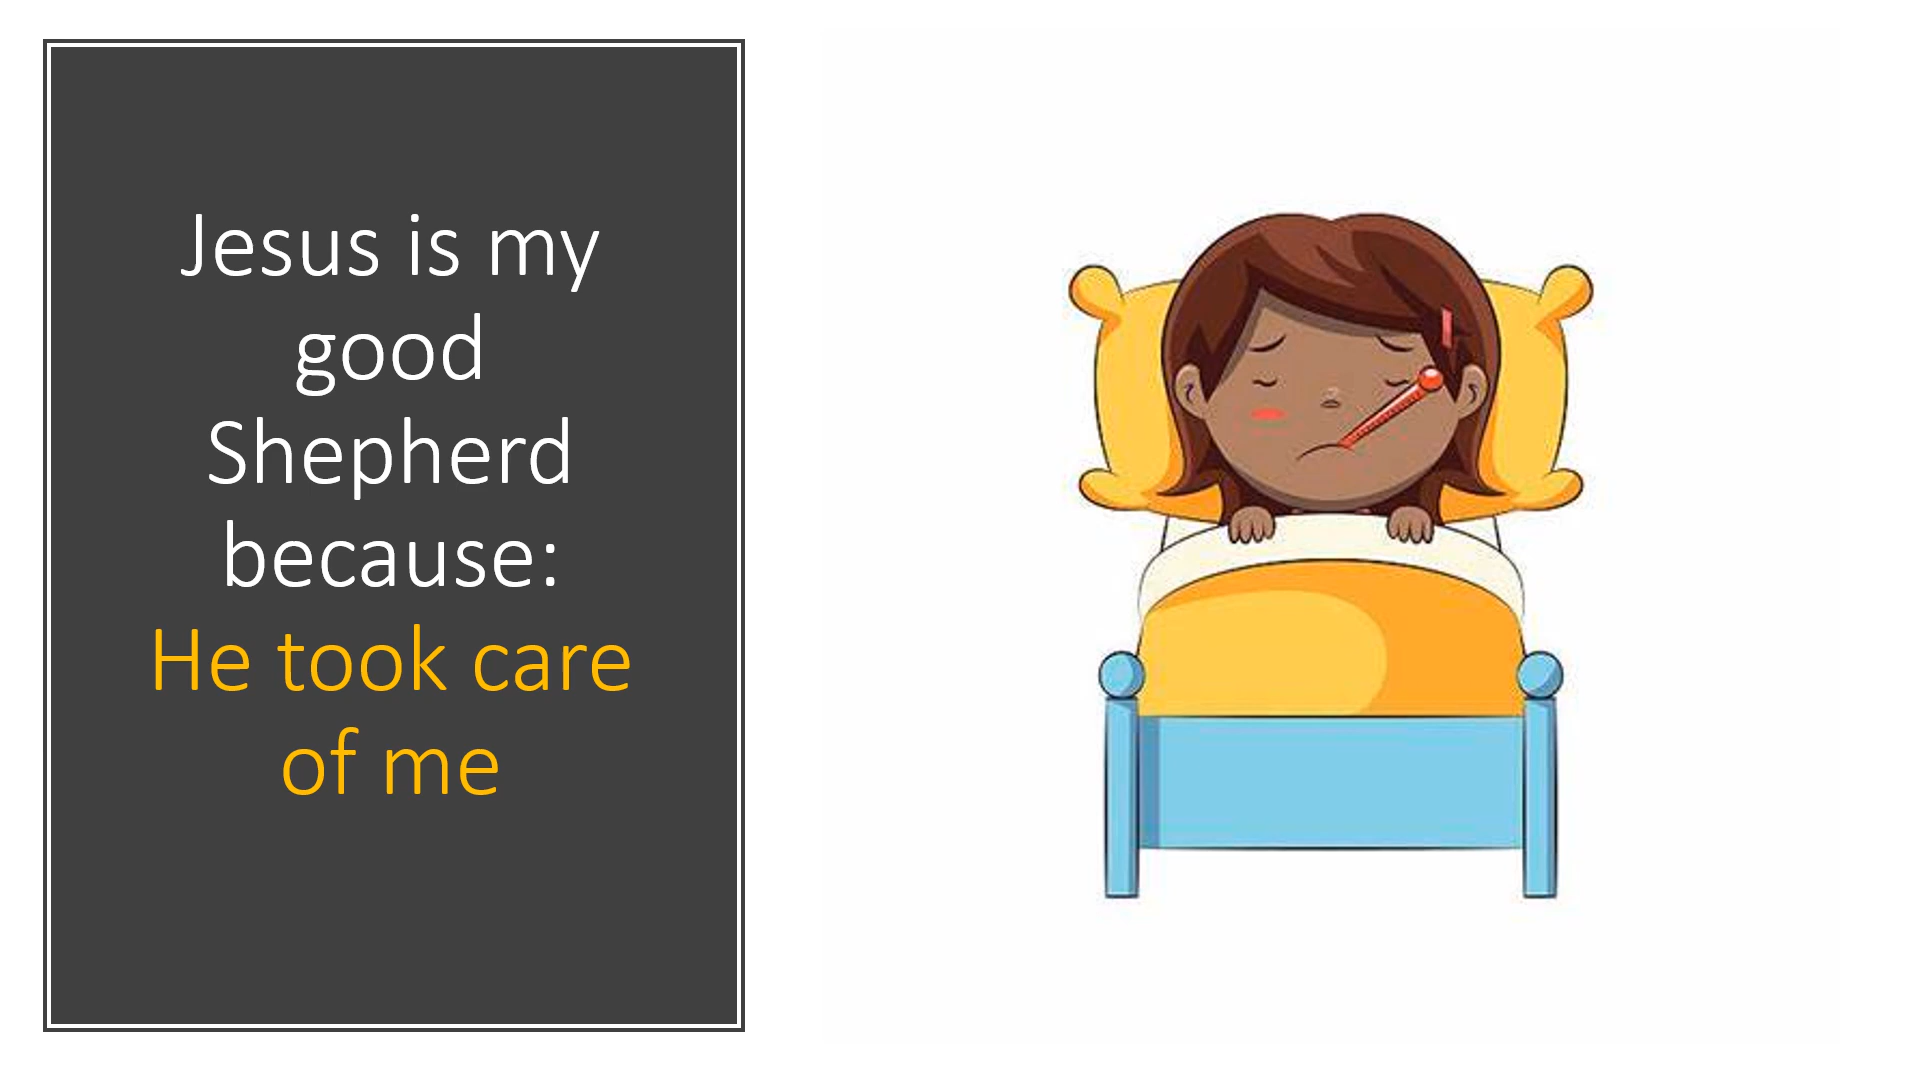 Jesus is my
good
Shepherd
because:
He took care
of me